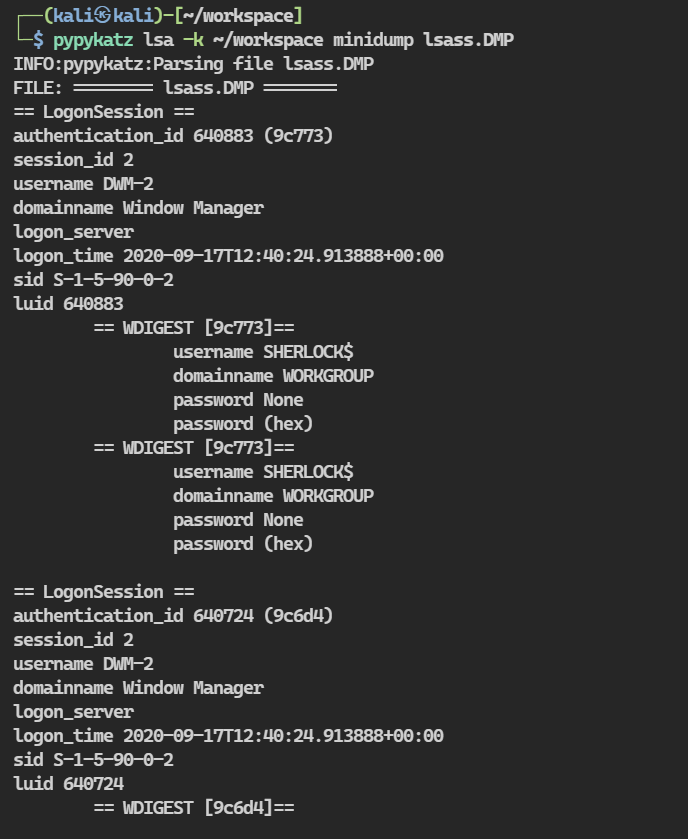 ┌──(kali㉿kali)-[~/workspace]
└─$ pypykatz lsa -k ~/workspace minidump lsass.DMP
INFO:pypykatz:Parsing file lsass.DMP
FILE: ======== lsass.DMP =======
== LogonSession ==
authentication_id 640883 (9c773)
session_id 2
username DWM-2
domainname Window Manager
logon_server
logon_time 2020-09-17T12:40:24.913888+00:00
sid S-1-5-90-0-2
luid 640883
== WDIGEST [9c773]==
username SHERLOCK$
domainname WORKGROUP
password None
password (hex)
== WDIGEST [9c773]==
username SHERLOCK$
domainname WORKGROUP
password None
password (hex)
== LogonSession ==
authentication_id 640724 (9c6d4)
session_id 2
username DWM-2
domainname Window Manager
logon_server
logon_time 2020-09-17T12:40:24.913888+00:00
sid S-1-5-90-0-2
luid 640724
== WDIGEST [9c6d4]==